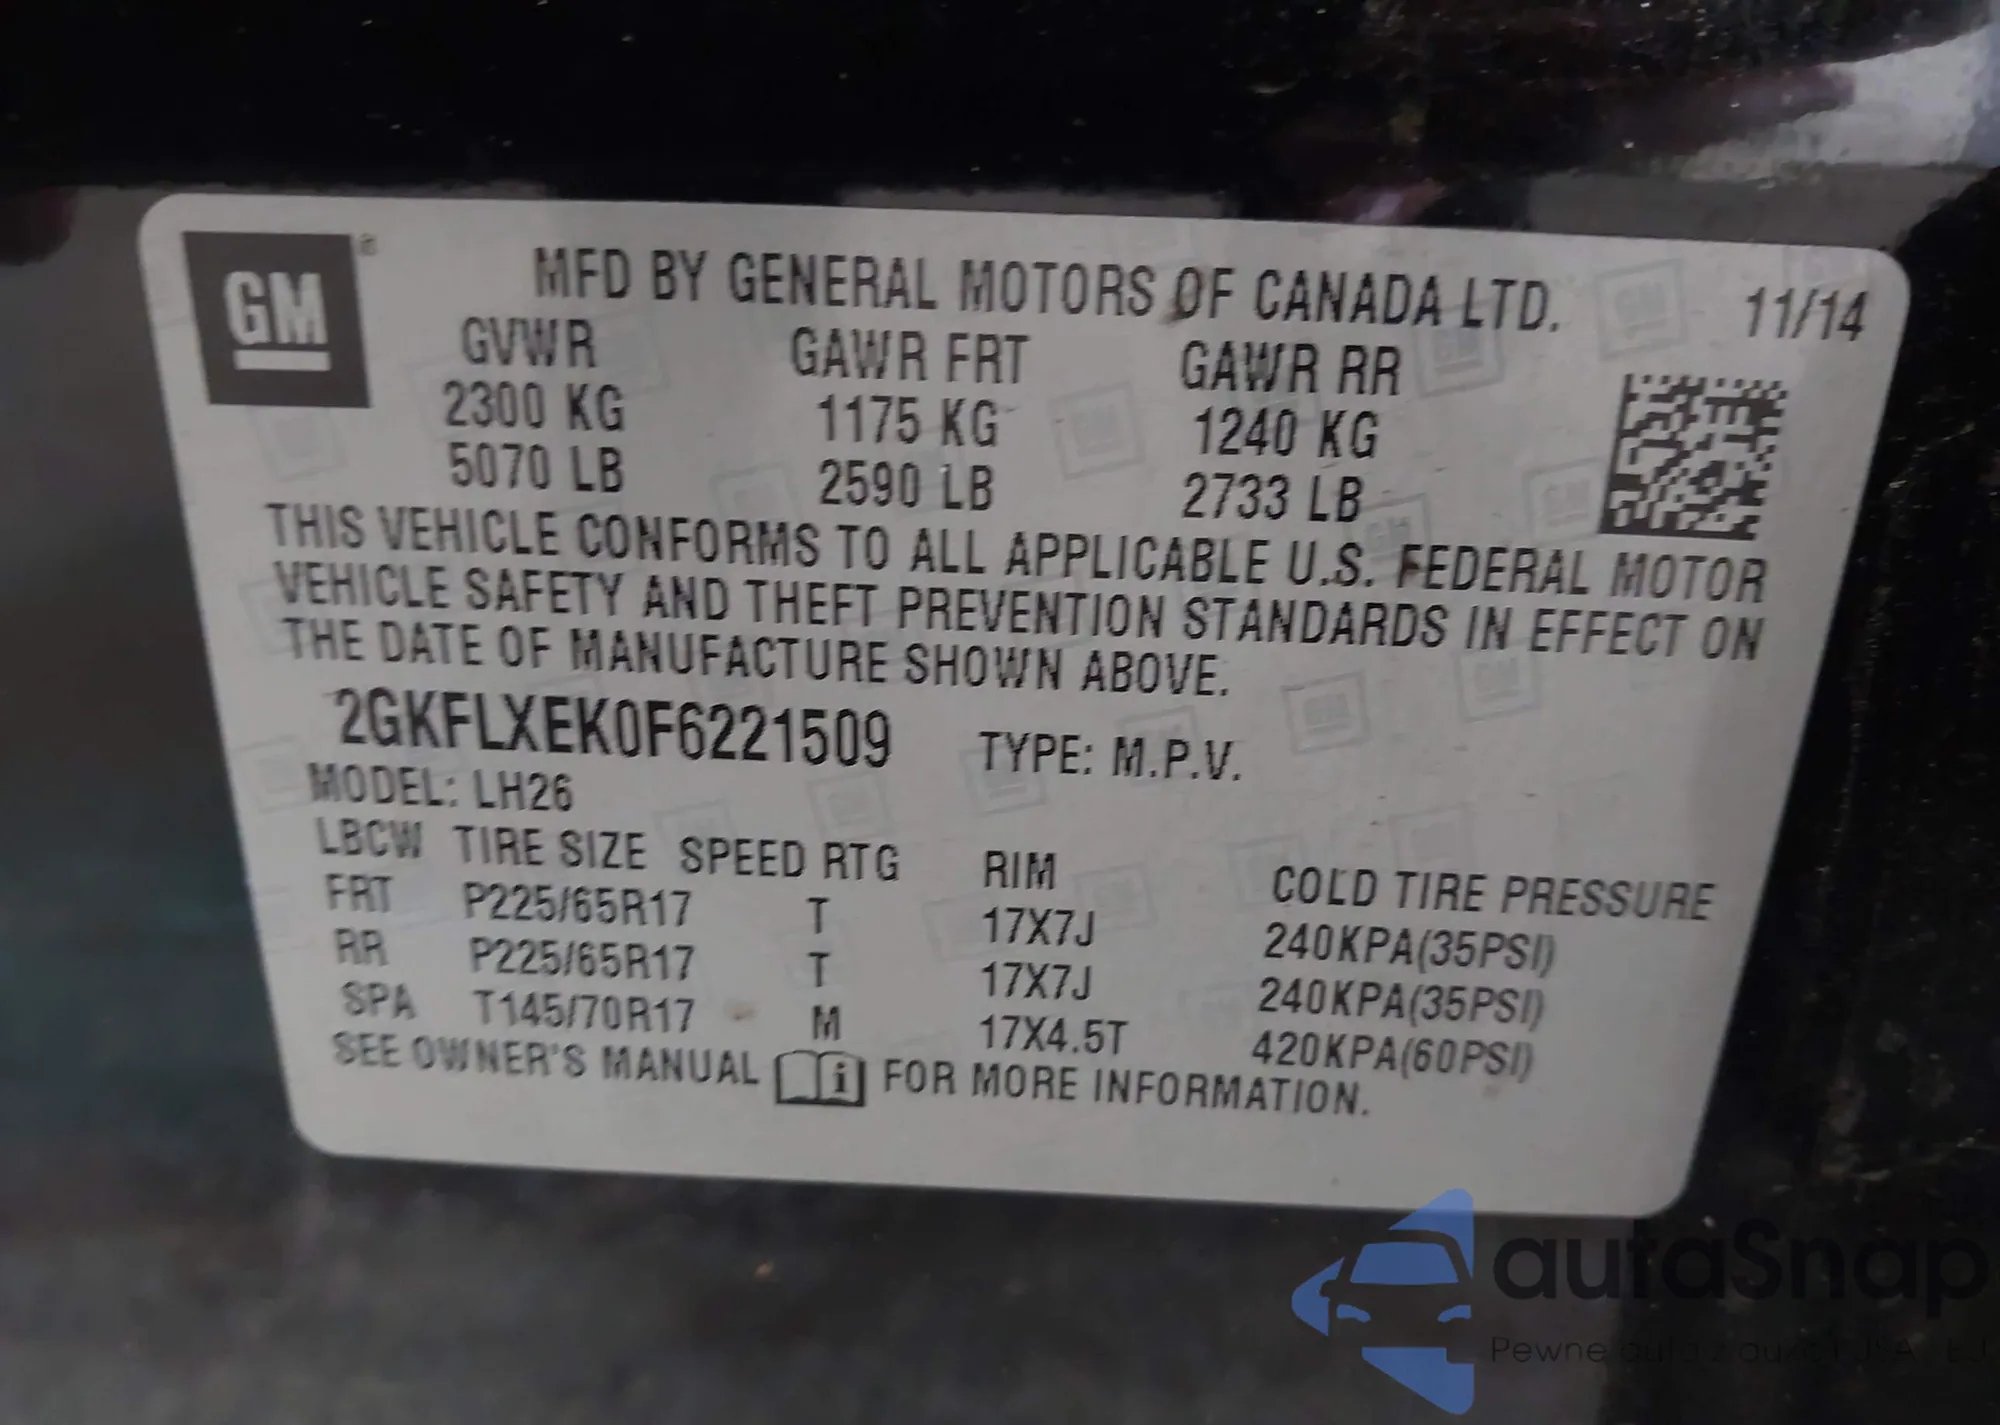 GM ®
MFD BY GENERAL MOTORS OF CANADA LTD. 11/14
GVWR GAWR FRT GAWR RR
2300 KG 1175 KG 1240 KG
5070 LB 2590 LB 2733 LB
THIS VEHICLE CONFORMS TO ALL APPLICABLE U.S. FEDERAL MOTOR
VEHICLE SAFETY AND THEFT PREVENTION STANDARDS IN EFFECT ON
THE DATE OF MANUFACTURE SHOWN ABOVE.
2GKFLXEK0F6221509 TYPE: M.P.V.
MODEL: LH26
LBCW TIRE SIZE SPEED RTG RIM COLD TIRE PRESSURE
FRT P225/65R17 T 17X7J 240KPA(35PSI)
RR P225/65R17 T 17X7J 240KPA(35PSI)
SPA T145/70R17 M 17X4.5T 420KPA(60PSI)
SEE OWNER'S MANUAL i FOR MORE INFORMATION.
autaSnap
Pewne auta z aukcji